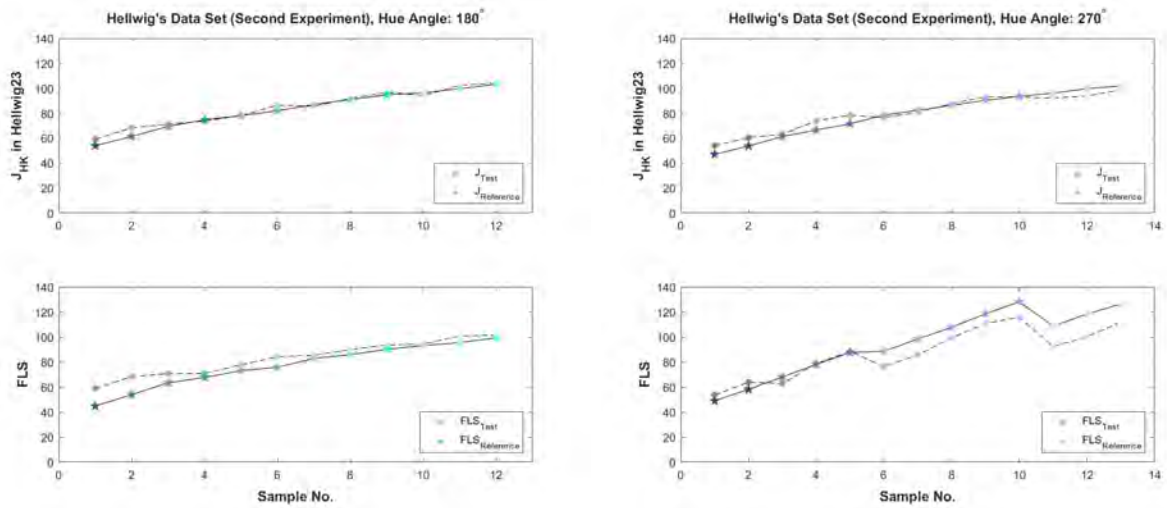 Hellwig's Data Set (Second Experiment), Hue Angle: 180°
140
120
100
80
60
40
20
0
J_HK in Hellwig23
J_Test
J_Reference
0 2 4 6 8 10 12
Hellwig's Data Set (Second Experiment), Hue Angle: 270°
140
120
100
80
60
40
20
0
J_HK in Hellwig23
J_Test
J_Reference
0 2 4 6 8 10 12 14
140
120
100
80
60
40
20
0
FLS
FLS_Test
FLS_Reference
0 2 4 6 8 10 12
Sample No.
140
120
100
80
60
40
20
0
FLS
FLS_Test
FLS_Reference
0 2 4 6 8 10 12 14
Sample No.